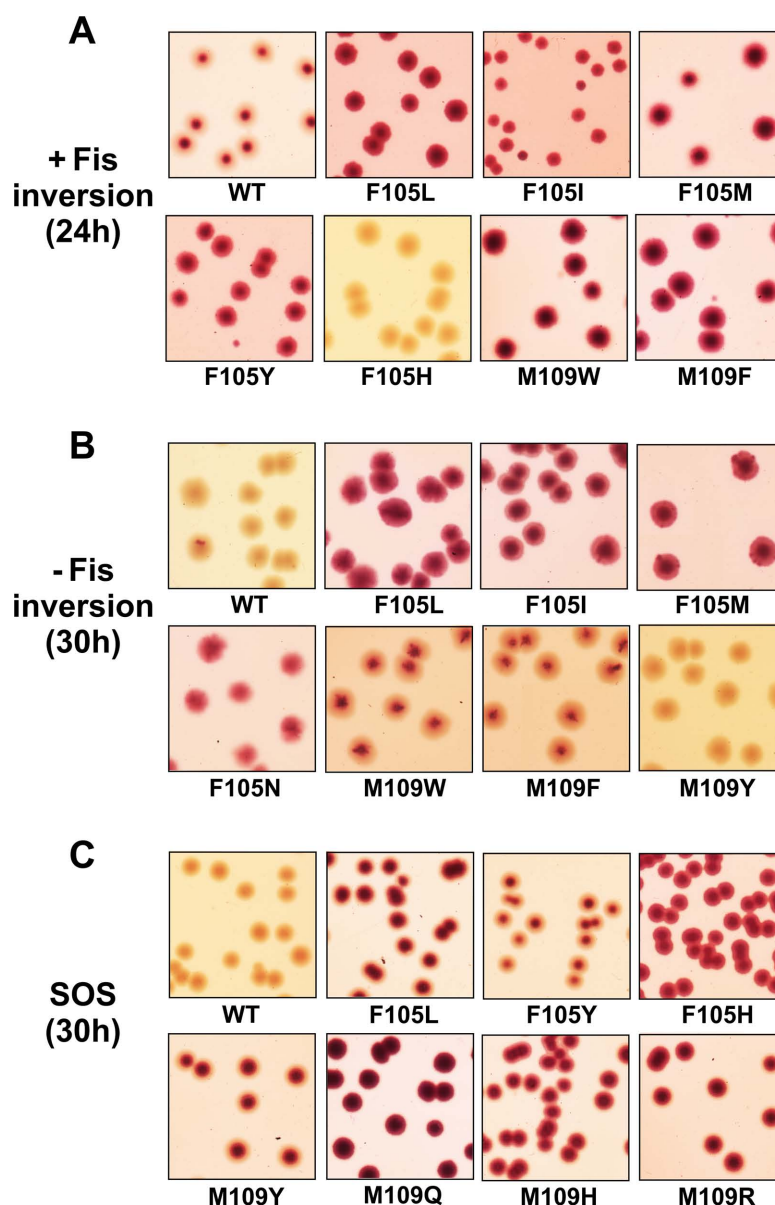 A
+ Fis
inversion
(24h)
WT
F105L
F105I
F105M
F105Y
F105H
M109W
M109F
B
- Fis
inversion
(30h)
WT
F105L
F105I
F105M
F105N
M109W
M109F
M109Y
C
SOS
(30h)
WT
F105L
F105Y
F105H
M109Y
M109Q
M109H
M109R